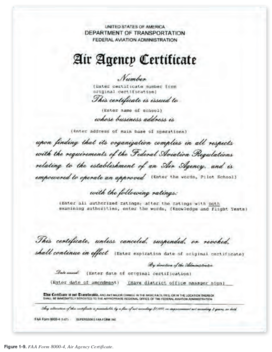 UNITED STATES OF AMERICA
DEPARTMENT OF TRANSPORTATION
FEDERAL AVIATION ADMINISTRATION
Air Agency Certificate
Number
(Enter certificate number from
original certification)
This certificate is issued to
(Enter name of school)
whose business address is
(Enter address of main base of operations)
upon finding that its organization complies in all respects
with the requirements of the Federal Aviation Regulations
relating to the establishment of an Air Agency, and is
empowered to operate an approved (Enter the words, Pilot School)
with the following ratings:
(Enter all authorized ratings; after the ratings with
examining authorities, enter the words, (Knowledge and Flight Tests)
This certificate, unless canceled, suspended, or revoked,
shall continue in effect (Enter expiration date of original certificate)
By direction of the Administrator
Date issued: (Enter date of original certification)
(Enter date of amendment) district office manager sign)
This Certificate is not Transferable,
FAA Form 8000-4
Figure 1-9. FAA Form 8000-4, Air Agency Certificate.